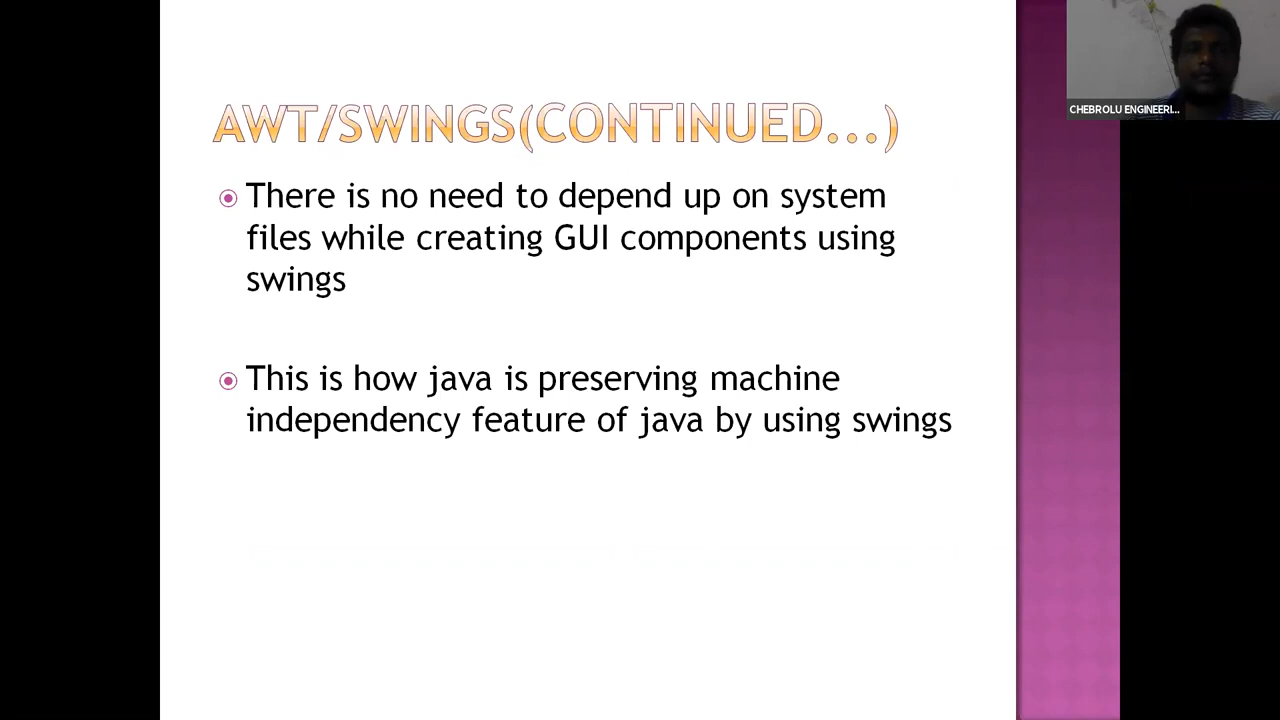 AWT/SWINGS(CONTINUED...)
There is no need to depend up on system
files while creating GUI components using
swings
This is how java is preserving machine
independency feature of java by using swings
CHEBROLU ENGINEERI...